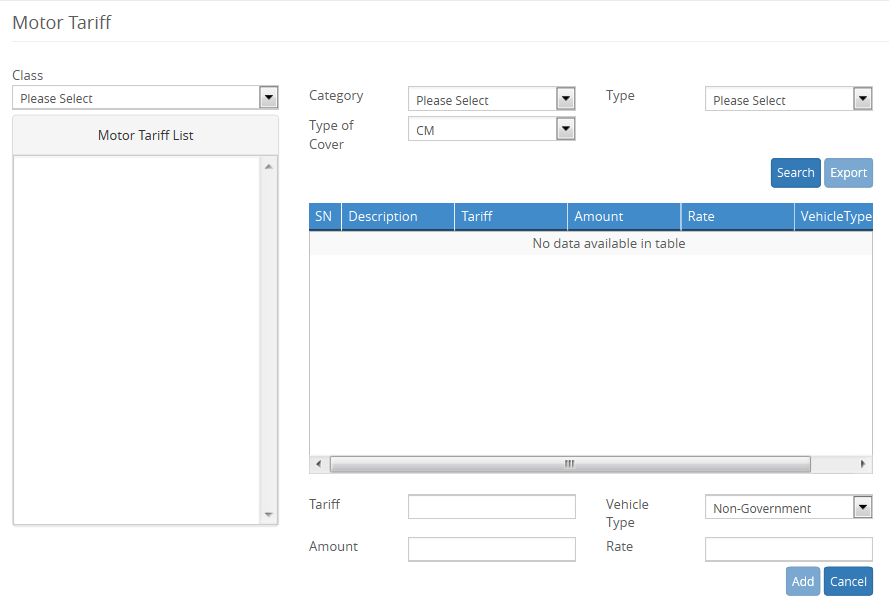 Motor Tariff
Class
Please Select
Motor Tariff List
Category
Please Select
Type
Please Select
Type of
Cover
CM
Search
Export
SN Description Tariff Amount Rate VehicleType
No data available in table
Tariff
Vehicle
Type
Non-Government
Amount
Rate
Add
Cancel